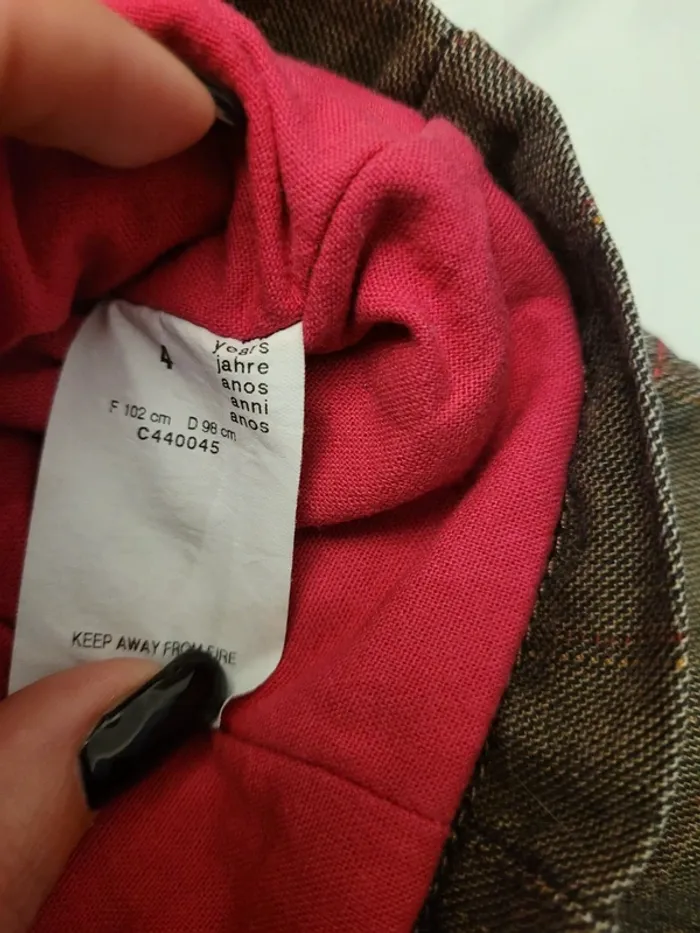 4 years
jahre
anos
anni
anos
F 102 cm D 98 cm
C440045
KEEP AWAY FROM FIRE